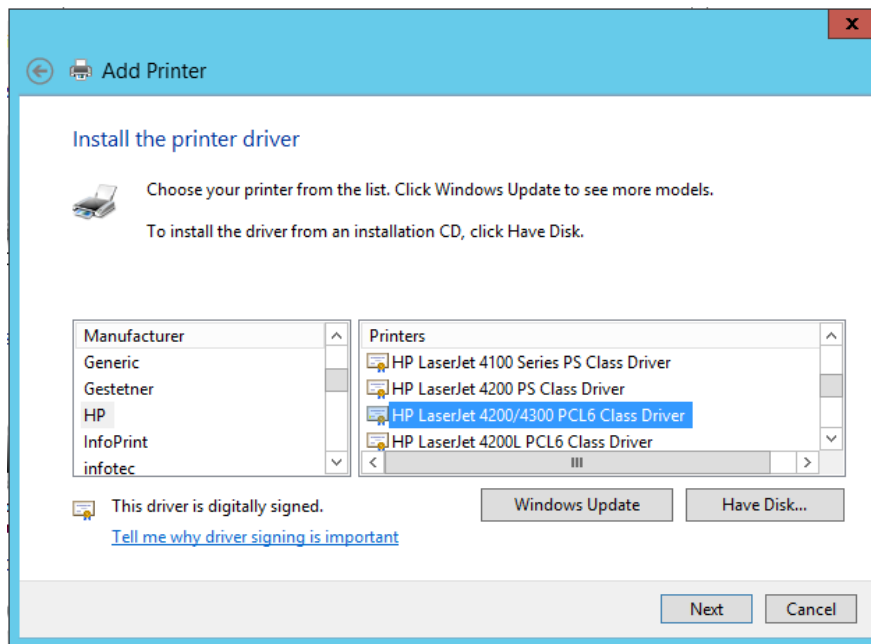 x
Add Printer
Install the printer driver
Choose your printer from the list. Click Windows Update to see more models.
To install the driver from an installation CD, click Have Disk.
Manufacturer
Generic
Gestetner
HP
InfoPrint
infotec
Printers
HP LaserJet 4100 Series PS Class Driver
HP LaserJet 4200 PS Class Driver
HP LaserJet 4200/4300 PCL6 Class Driver
HP LaserJet 4200L PCL6 Class Driver
This driver is digitally signed.
Tell me why driver signing is important
Windows Update
Have Disk...
Next
Cancel